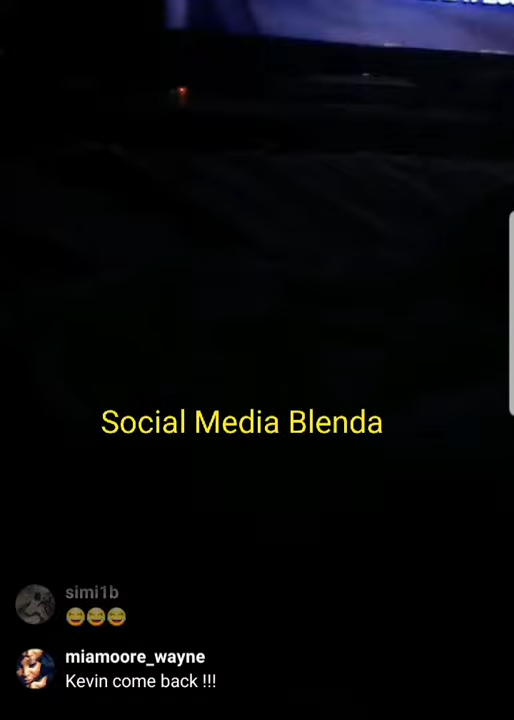 Social Media Blenda
simi1b
😂😂😂
miamoore_wayne
Kevin come back !!!